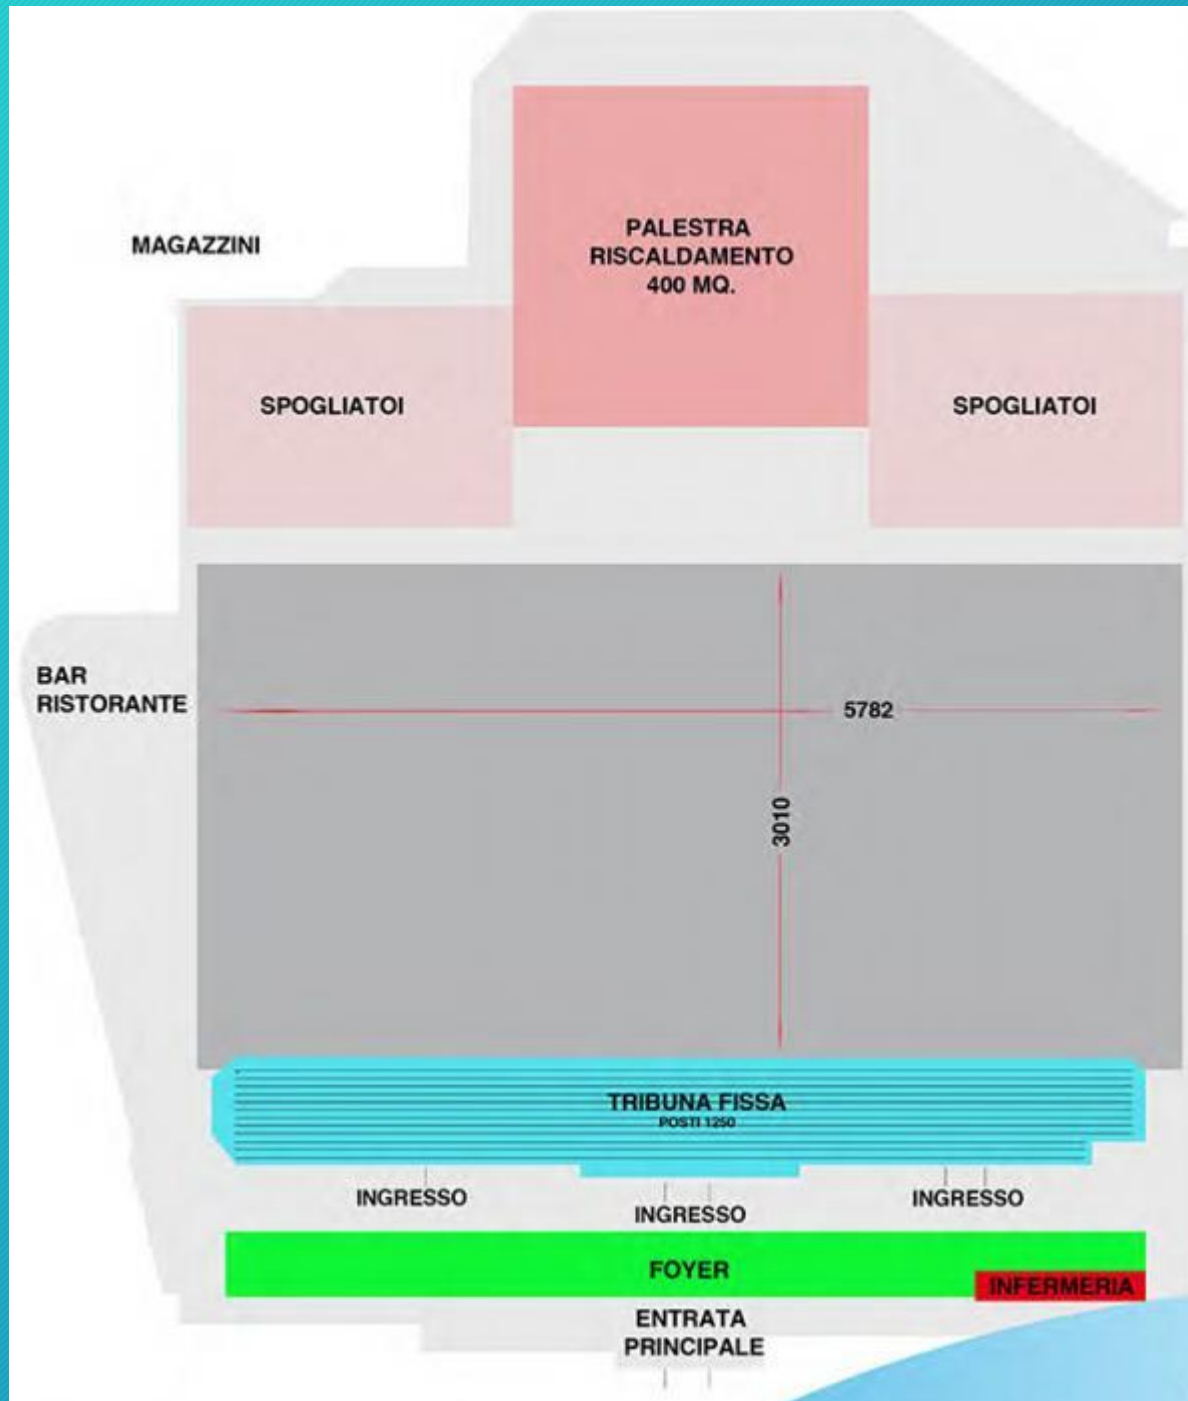 PALESTRA
RISCALDAMENTO
400 MQ.
MAGAZZINI
SPOGLIATOI
SPOGLIATOI
BAR
RISTORANTE
5782
3010
TRIBUNA FISSA
POSTI 1250
INGRESSO
INGRESSO
INGRESSO
FOYER
INFERMERIA
ENTRATA
PRINCIPALE